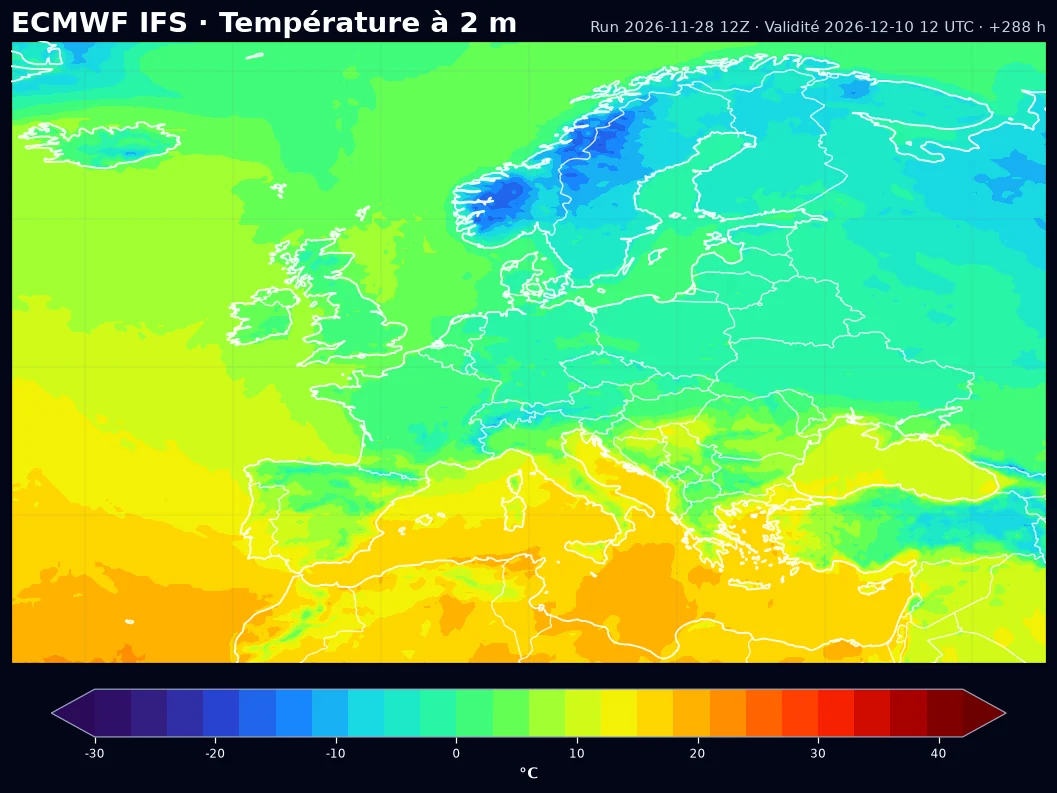 ECMWF IFS · Température à 2 m
Run 2026-11-28 12Z · Validité 2026-12-10 12 UTC · +288 h
-30 -20 -10 0 10 20 30 40
°C